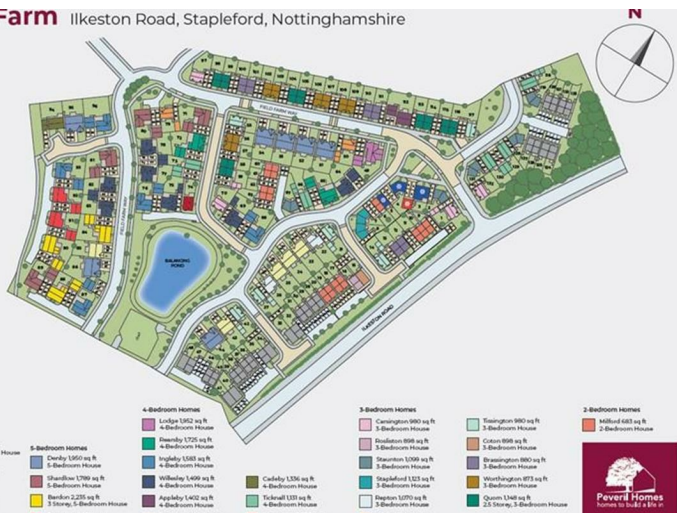 Farm Ilkeston Road, Stapleford, Nottinghamshire
N
FIELD FARM WAY
FIELD FARM WAY
BALANCING
POND
ILKESTON ROAD
House
5-Bedroom Homes
Denby 1,950 sq ft
5-Bedroom House
Shardlow 1,789 sq ft
5-Bedroom House
Bardon 2,235 sq ft
3 Storey, 5-Bedroom House
4-Bedroom Homes
Lodge 1,952 sq ft
4-Bedroom House
Rearsby 1,725 sq ft
4-Bedroom House
Ingleby 1,583 sq ft
4-Bedroom House
Willesley 1,499 sq ft
4-Bedroom House
Appleby 1,402 sq ft
4-Bedroom House
Cadeby 1,336 sq ft
4-Bedroom House
Ticknall 1,131 sq ft
4-Bedroom House
3-Bedroom Homes
Carsington 980 sq ft
3-Bedroom House
Rosliston 898 sq ft
3-Bedroom House
Staunton 1,098 sq ft
3-Bedroom House
Stapleford 1,123 sq ft
3-Bedroom House
Repton 1,070 sq ft
3-Bedroom House
Tissington 980 sq ft
3-Bedroom House
Coton 898 sq ft
3-Bedroom House
Brassington 880 sq ft
3-Bedroom House
Worthington 873 sq ft
3-Bedroom House
Quorn 1,148 sq ft
2.5 Storey, 3-Bedroom House
2-Bedroom Homes
Milford 683 sq ft
2-Bedroom House
Peveril Homes
homes to build a life in